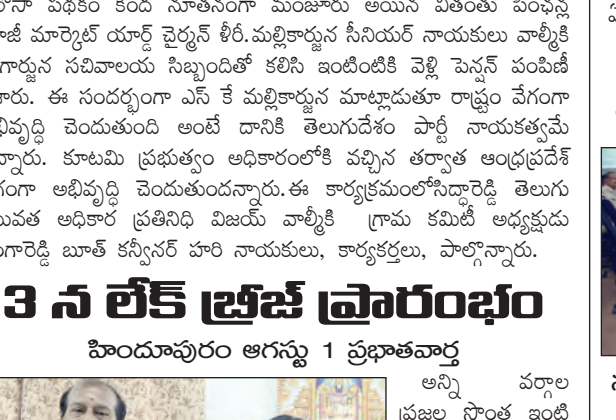 పథకం కింద నూతనంగా మంజూరు అయిన వితంతు పింఛన్ల
మార్కెట్ యార్డ్ చైర్మన్ శ్రీరీ.మల్లికార్జున సీనియర్ నాయకులు వాల్మీకి
సచివాలయ సిబ్బందితో కలిసి ఇంటింటికి వెళ్లి పెన్షన్ పంపిణీ
ఈ సందర్భంగా ఎస్ కే మల్లికార్జున మాట్లాడుతూ రాష్ట్రం వేగంగా
చెందుతుంది అంటే దానికి తెలుగుదేశం పార్టీ నాయకత్వమే
కూటమి ప్రభుత్వం అధికారంలోకి వచ్చిన తర్వాత ఆంధ్రప్రదేశ్
అభివృద్ధి చెందుతుందన్నారు.ఈ కార్యక్రమంలోసిద్ధారెడ్డి తెలుగు
అధికార ప్రతినిధి విజయ్ వాల్మీకి గ్రామ కమిటీ అధ్యక్షుడు
బూత్ కన్వీనర్ హరి నాయకులు, కార్యకర్తలు, పాల్గొన్నారు.
3 న లేక్ బ్రీజ్ ప్రారంభం
హిందూపురం ఆగస్టు 1 ప్రభాతవార్త
అన్ని వర్గాల
ప్రజల సొంత ఇంటి